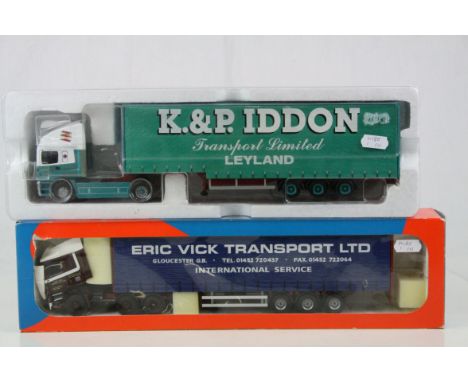 K.&P. IDDON
Transport Limited
LEYLAND
ERIC VICK TRANSPORT LTD
GLOUCESTER G.B. • TEL. 01452 720437 • FAX. 01452 722064
INTERNATIONAL SERVICE